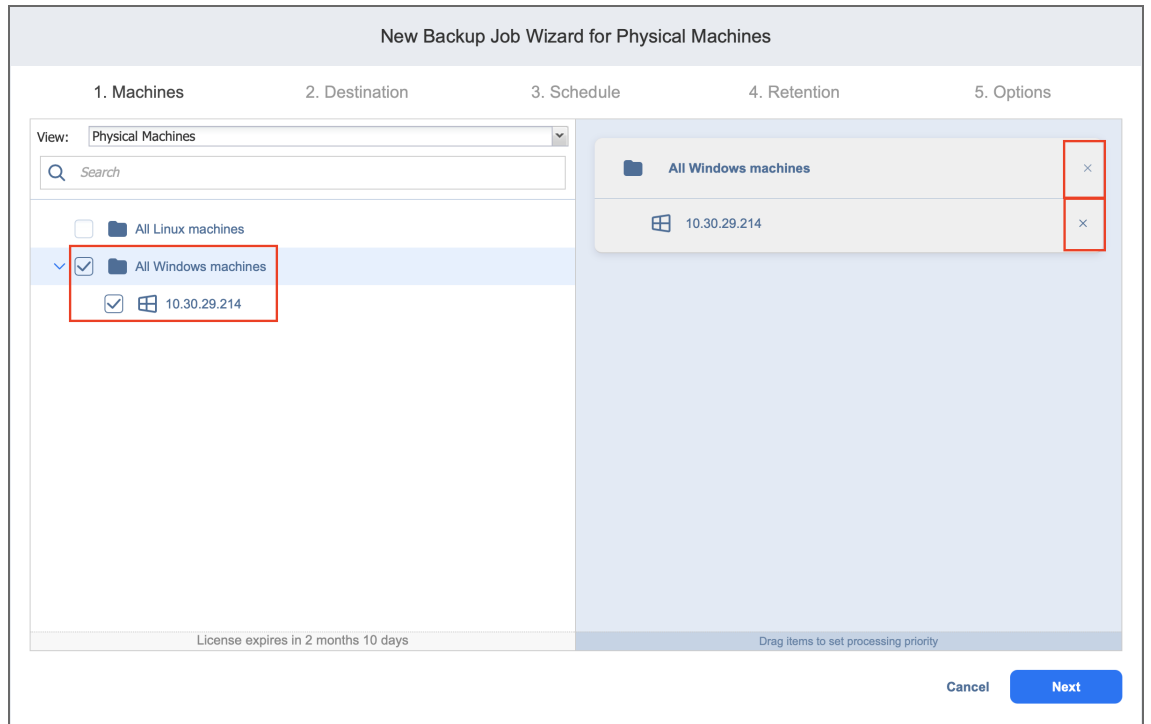 New Backup Job Wizard for Physical Machines
1. Machines
2. Destination
3. Schedule
4. Retention
5. Options
View:
Physical Machines
Search
All Linux machines
All Windows machines
10.30.29.214
License expires in 2 months 10 days
All Windows machines
10.30.29.214
Drag items to set processing priority
Cancel
Next